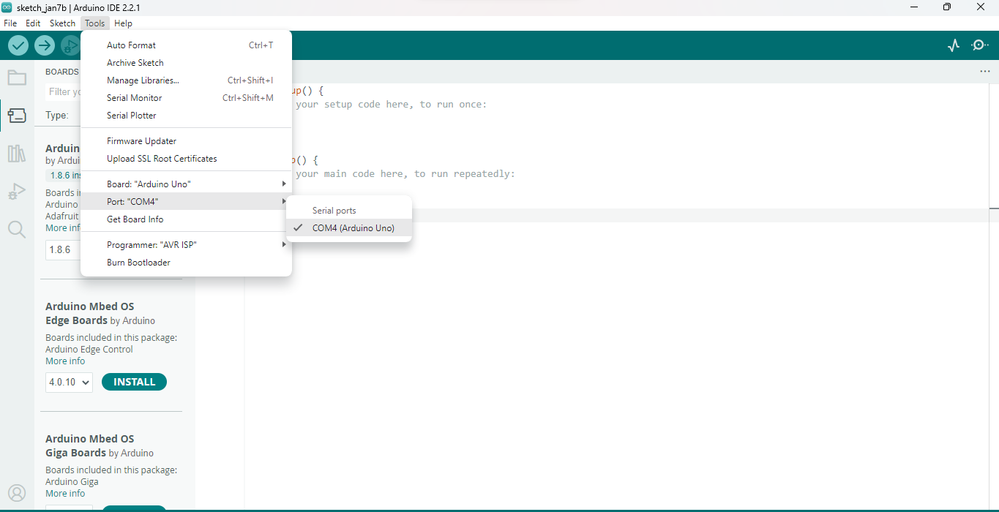 sketch_jan7b | Arduino IDE 2.2.1
File Edit Sketch Tools Help
Auto Format Ctrl+T
Archive Sketch
Manage Libraries... Ctrl+Shift+I
Serial Monitor Ctrl+Shift+M
Serial Plotter
Firmware Updater
Upload SSL Root Certificates
Board: "Arduino Uno"
Port: "COM4"
Get Board Info
Programmer: "AVR ISP"
Burn Bootloader
Serial ports
COM4 (Arduino Uno)
BOARDS
Filter yo
Type:
Arduin
by Ardui
1.8.6 ins
Boards i
Arduino
Adafruit
More inf
1.8.6
Arduino Mbed OS
Edge Boards by Arduino
Boards included in this package:
Arduino Edge Control
More info
4.0.10 INSTALL
Arduino Mbed OS
Giga Boards by Arduino
Boards included in this package:
Arduino Giga
More info
up() {
your setup code here, to run once:
p() {
your main code here, to run repeatedly: